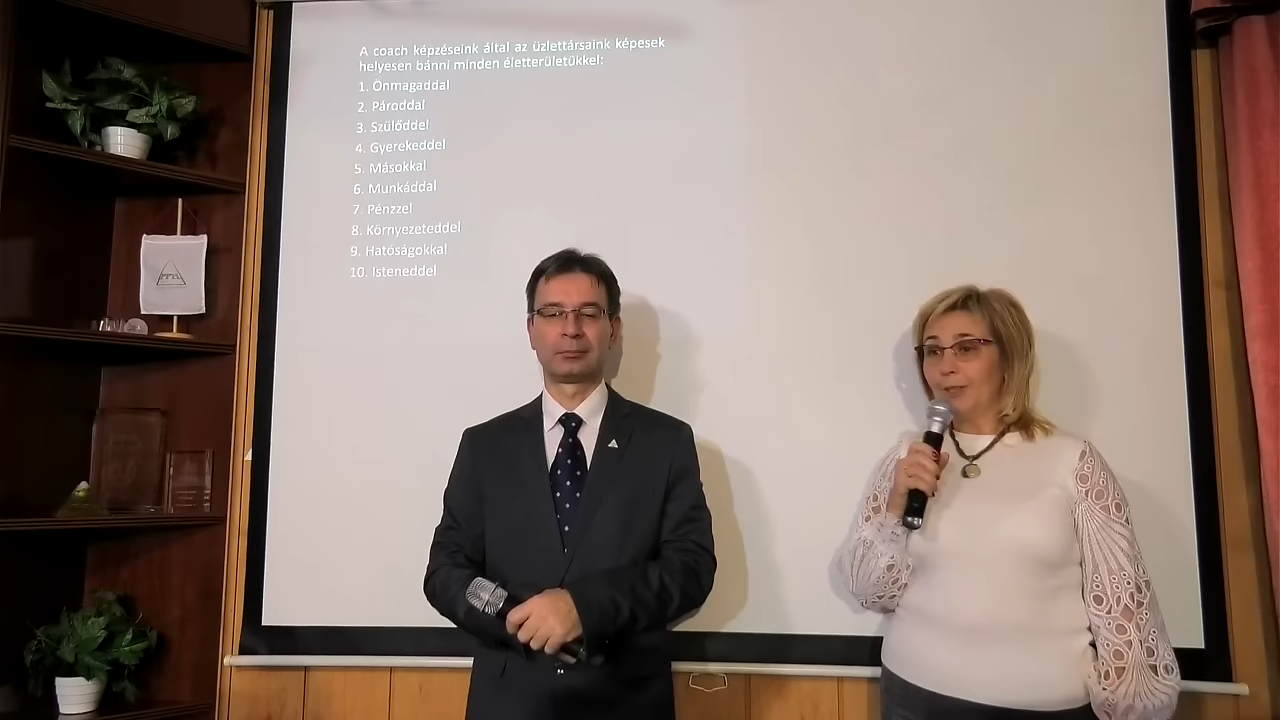 A coach képzéseink által az üzlettársaink képesek
helyesen bánni minden életterületükkel:
1. Önmagaddal
2. Pároddal
3. Szülőddel
4. Gyerekeddel
5. Másokkal
6. Munkáddal
7. Pénzzel
8. Környezeteddel
9. Hatóságokkal
10. Isteneddel